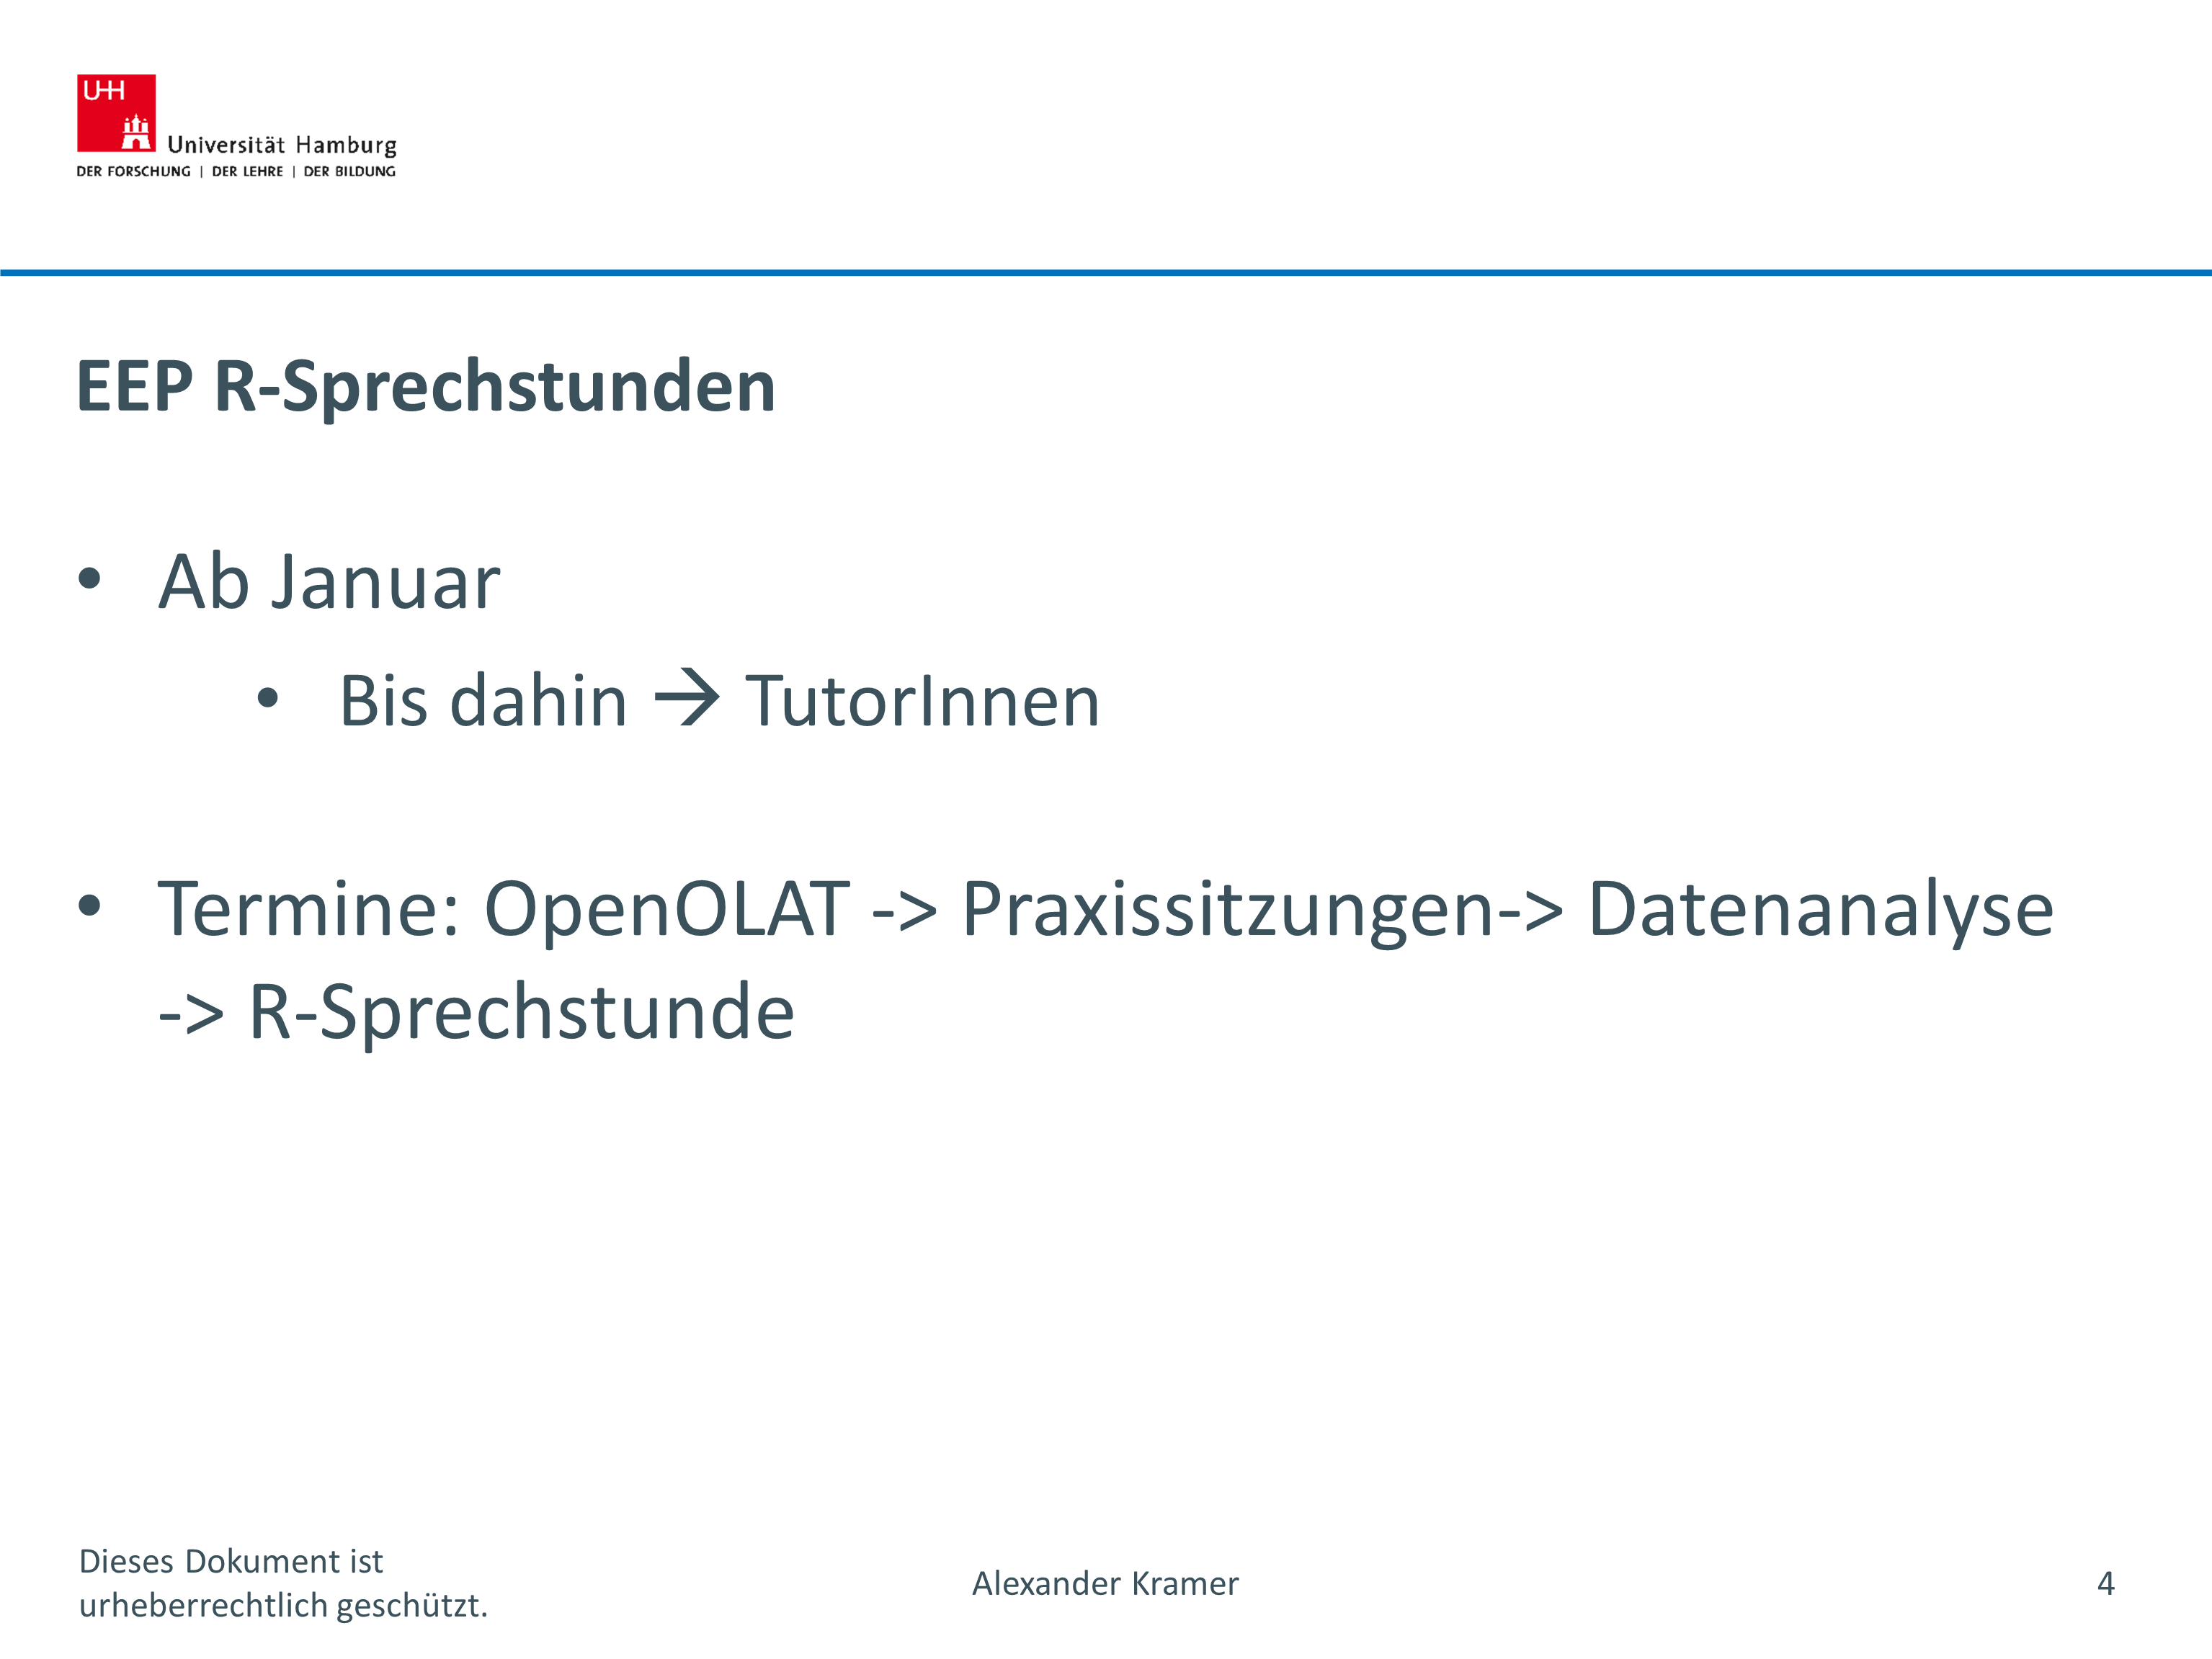 UHH
Universität Hamburg
DER FORSCHUNG | DER LEHRE | DER BILDUNG
EEP R-Sprechstunden
• Ab Januar
• Bis dahin → TutorInnen
• Termine: OpenOLAT -> Praxissitzungen-> Datenanalyse
-> R-Sprechstunde
Dieses Dokument ist
urheberrechtlich geschützt.
Alexander Kramer
4